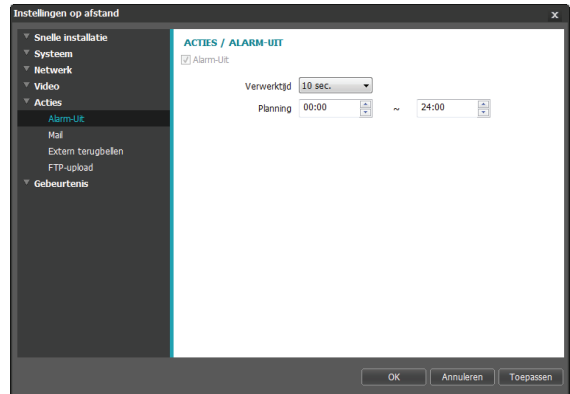 Instellingen op afstand
x
Snelle installatie
Systeem
Netwerk
Video
Acties
Alarm-Uit
Mail
Extern terugbellen
FTP-upload
Gebeurtenis
ACTIES / ALARM-UIT
Alarm-Uit
Verwerktijd 10 sec.
Planning 00:00 ~ 24:00
OK Annuleren Toepassen